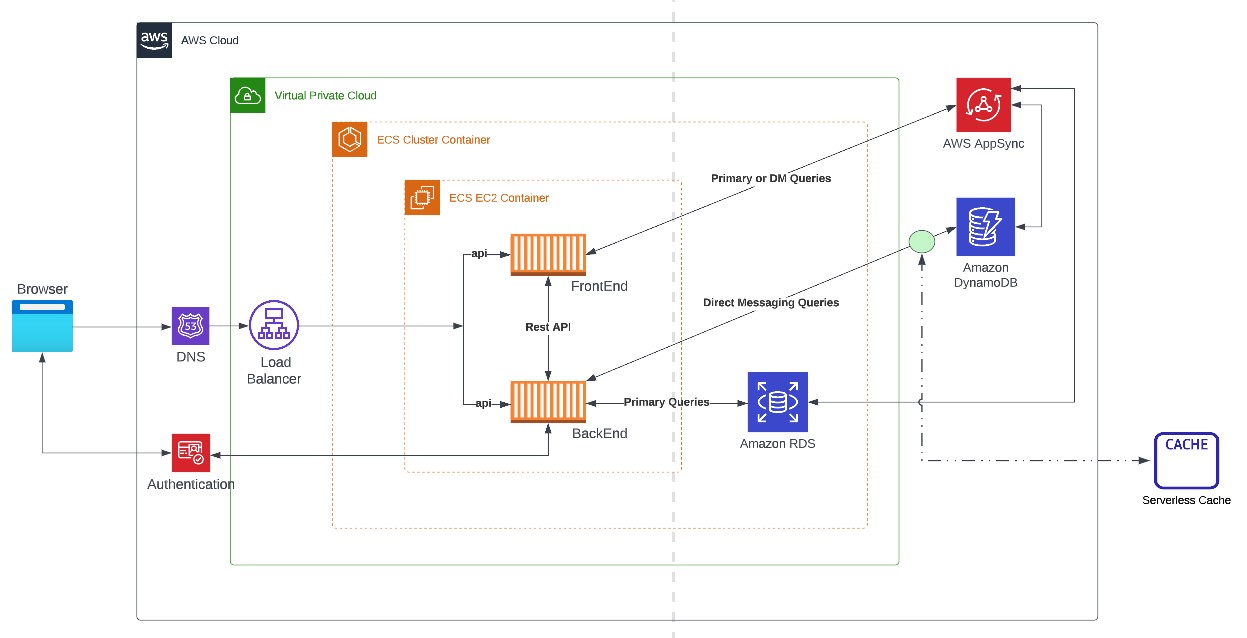 aws
AWS Cloud
Virtual Private Cloud
ECS Cluster Container
AWS AppSync
Primary or DM Queries
ECS EC2 Container
api
FrontEnd
Amazon
DynamoDB
Browser
Direct Messaging Queries
53
Rest API
DNS
Load
Balancer
api
Primary Queries
BackEnd
Amazon RDS
CACHE
Authentication
Serverless Cache